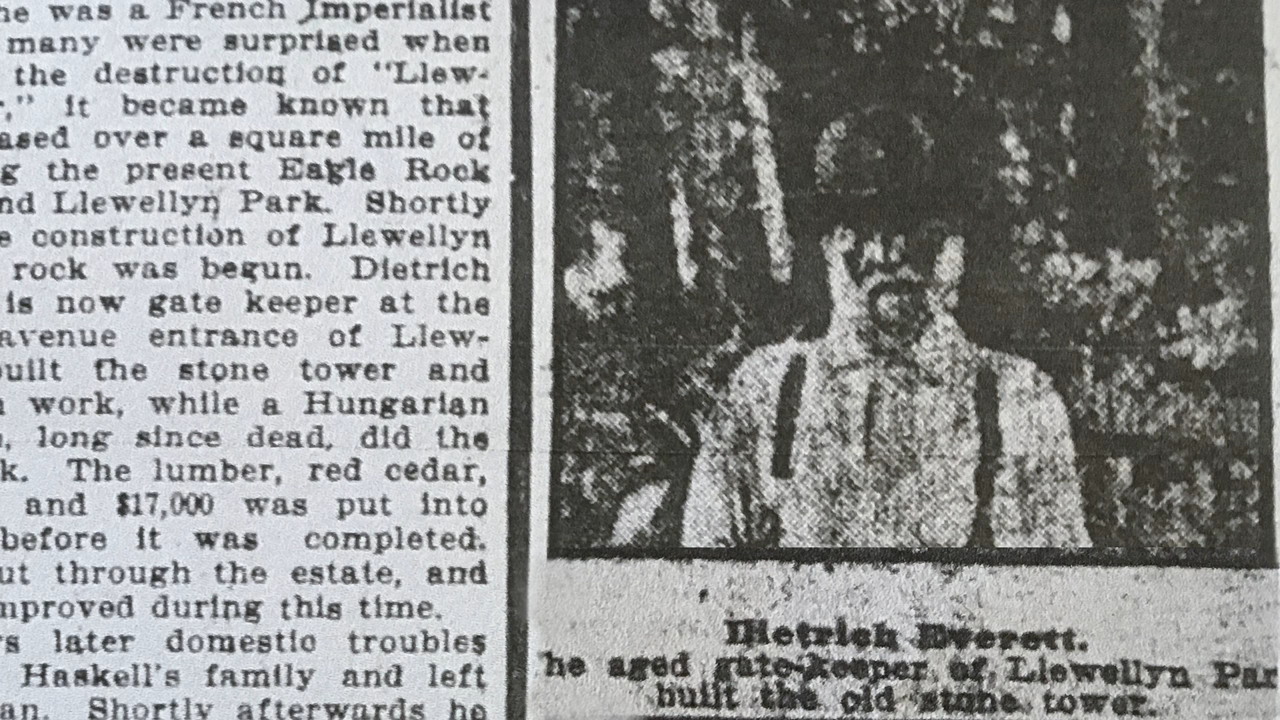 he was a French Imperialist
many were surprised when
the destruction of "Llew-
," it became known that
ased over a square mile of
g the present Eagle Rock
nd Llewellyn Park. Shortly
e construction of Llewellyn
rock was begun. Dietrich
is now gate keeper at the
avenue entrance of Llew-
built the stone tower and
work, while a Hungarian
, long since dead, did the
k. The lumber, red cedar,
and $17,000 was put into
before it was completed.
ut through the estate, and
mproved during this time.
s later domestic troubles
Haskell's family and left
an. Shortly afterwards he
Dietrich Everett.
he aged gate-keeper of Llewellyn Par
built the old stone tower.